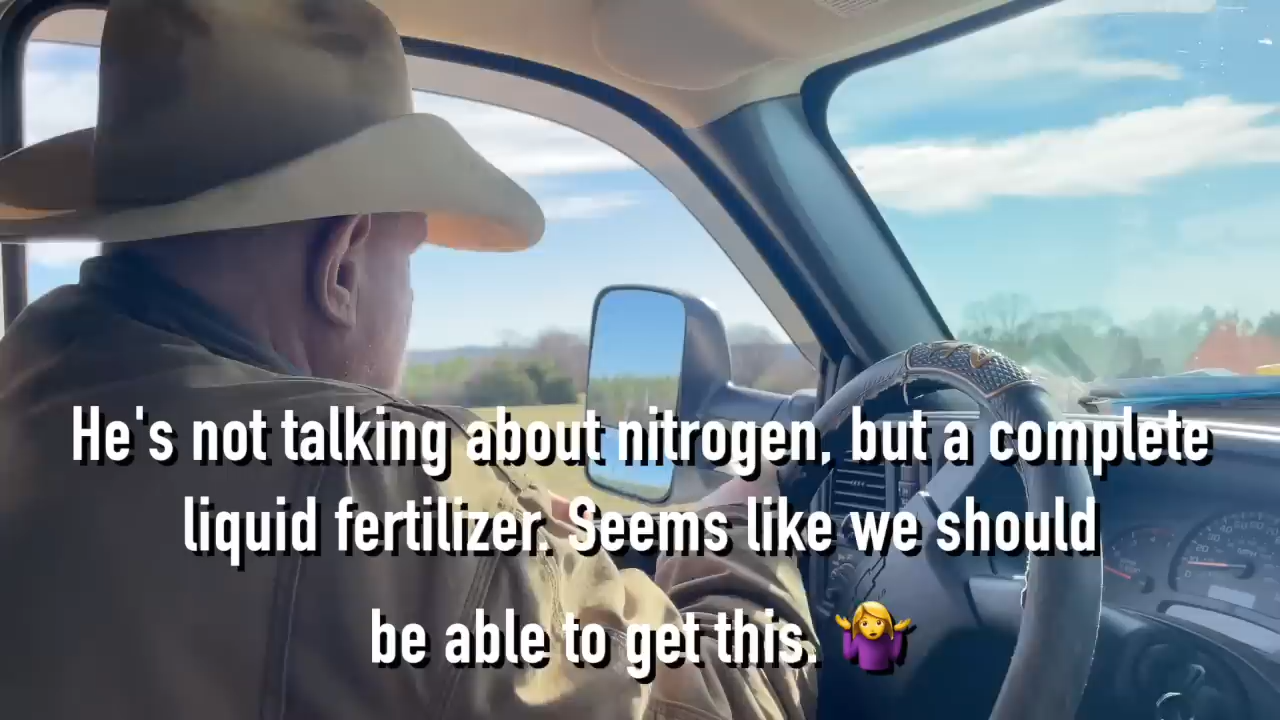 He's not talking about nitrogen, but a complete
liquid fertilizer. Seems like we should
be able to get this. 🤷‍♀️